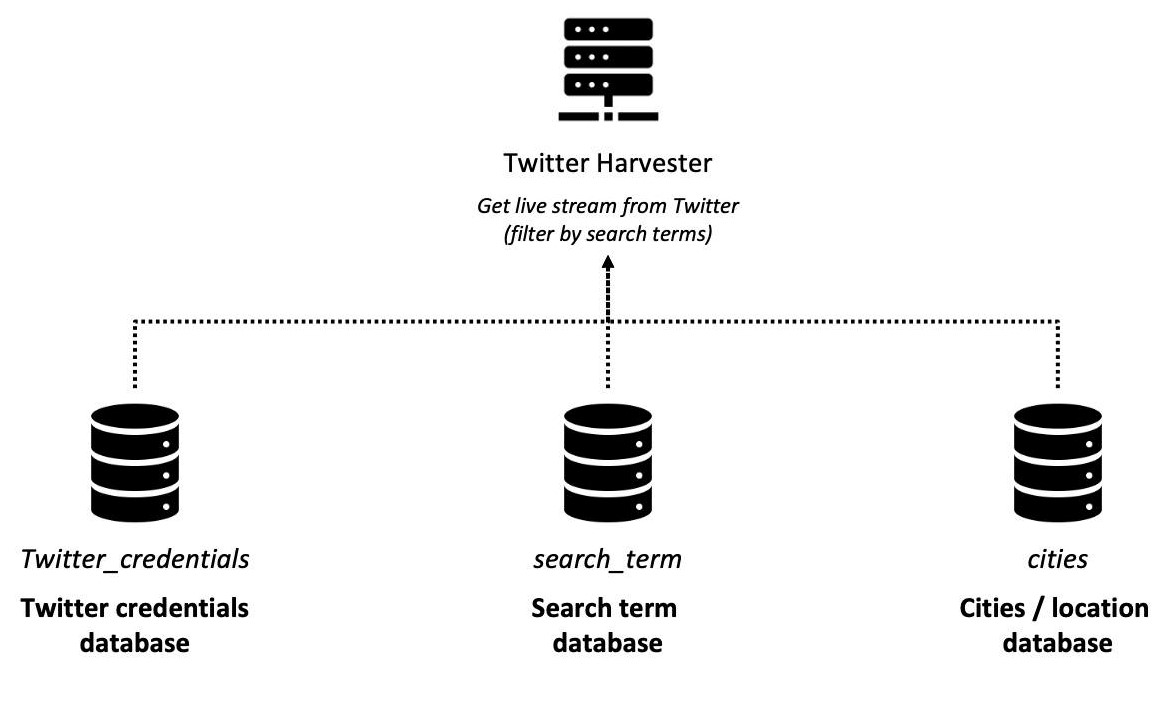 Twitter Harvester
Get live stream from Twitter
(filter by search terms)
Twitter_credentials
Twitter credentials
database
search_term
Search term
database
cities
Cities / location
database